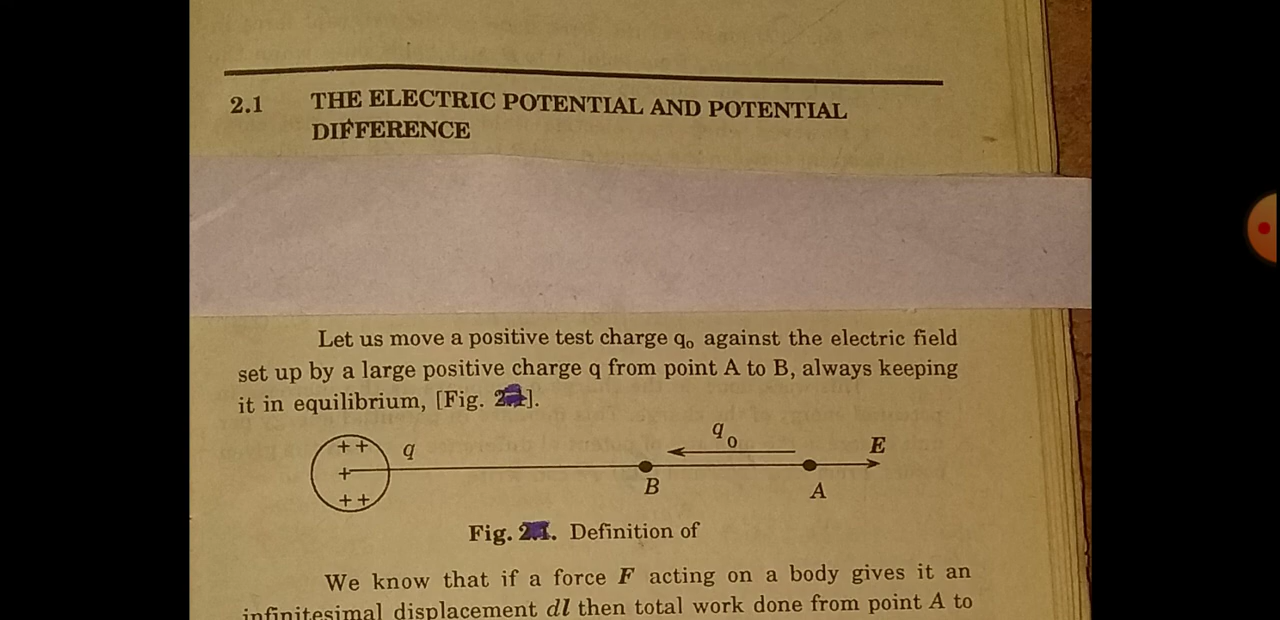 2.1 THE ELECTRIC POTENTIAL AND POTENTIAL
DIFFERENCE
Let us move a positive test charge q₀ against the electric field
set up by a large positive charge q from point A to B, always keeping
it in equilibrium, [Fig. 2 ].
q₀
+ + q E
+
+ + B A
Fig. 2 . Definition of
We know that if a force F acting on a body gives it an
infinitesimal displacement dl then total work done from point A to